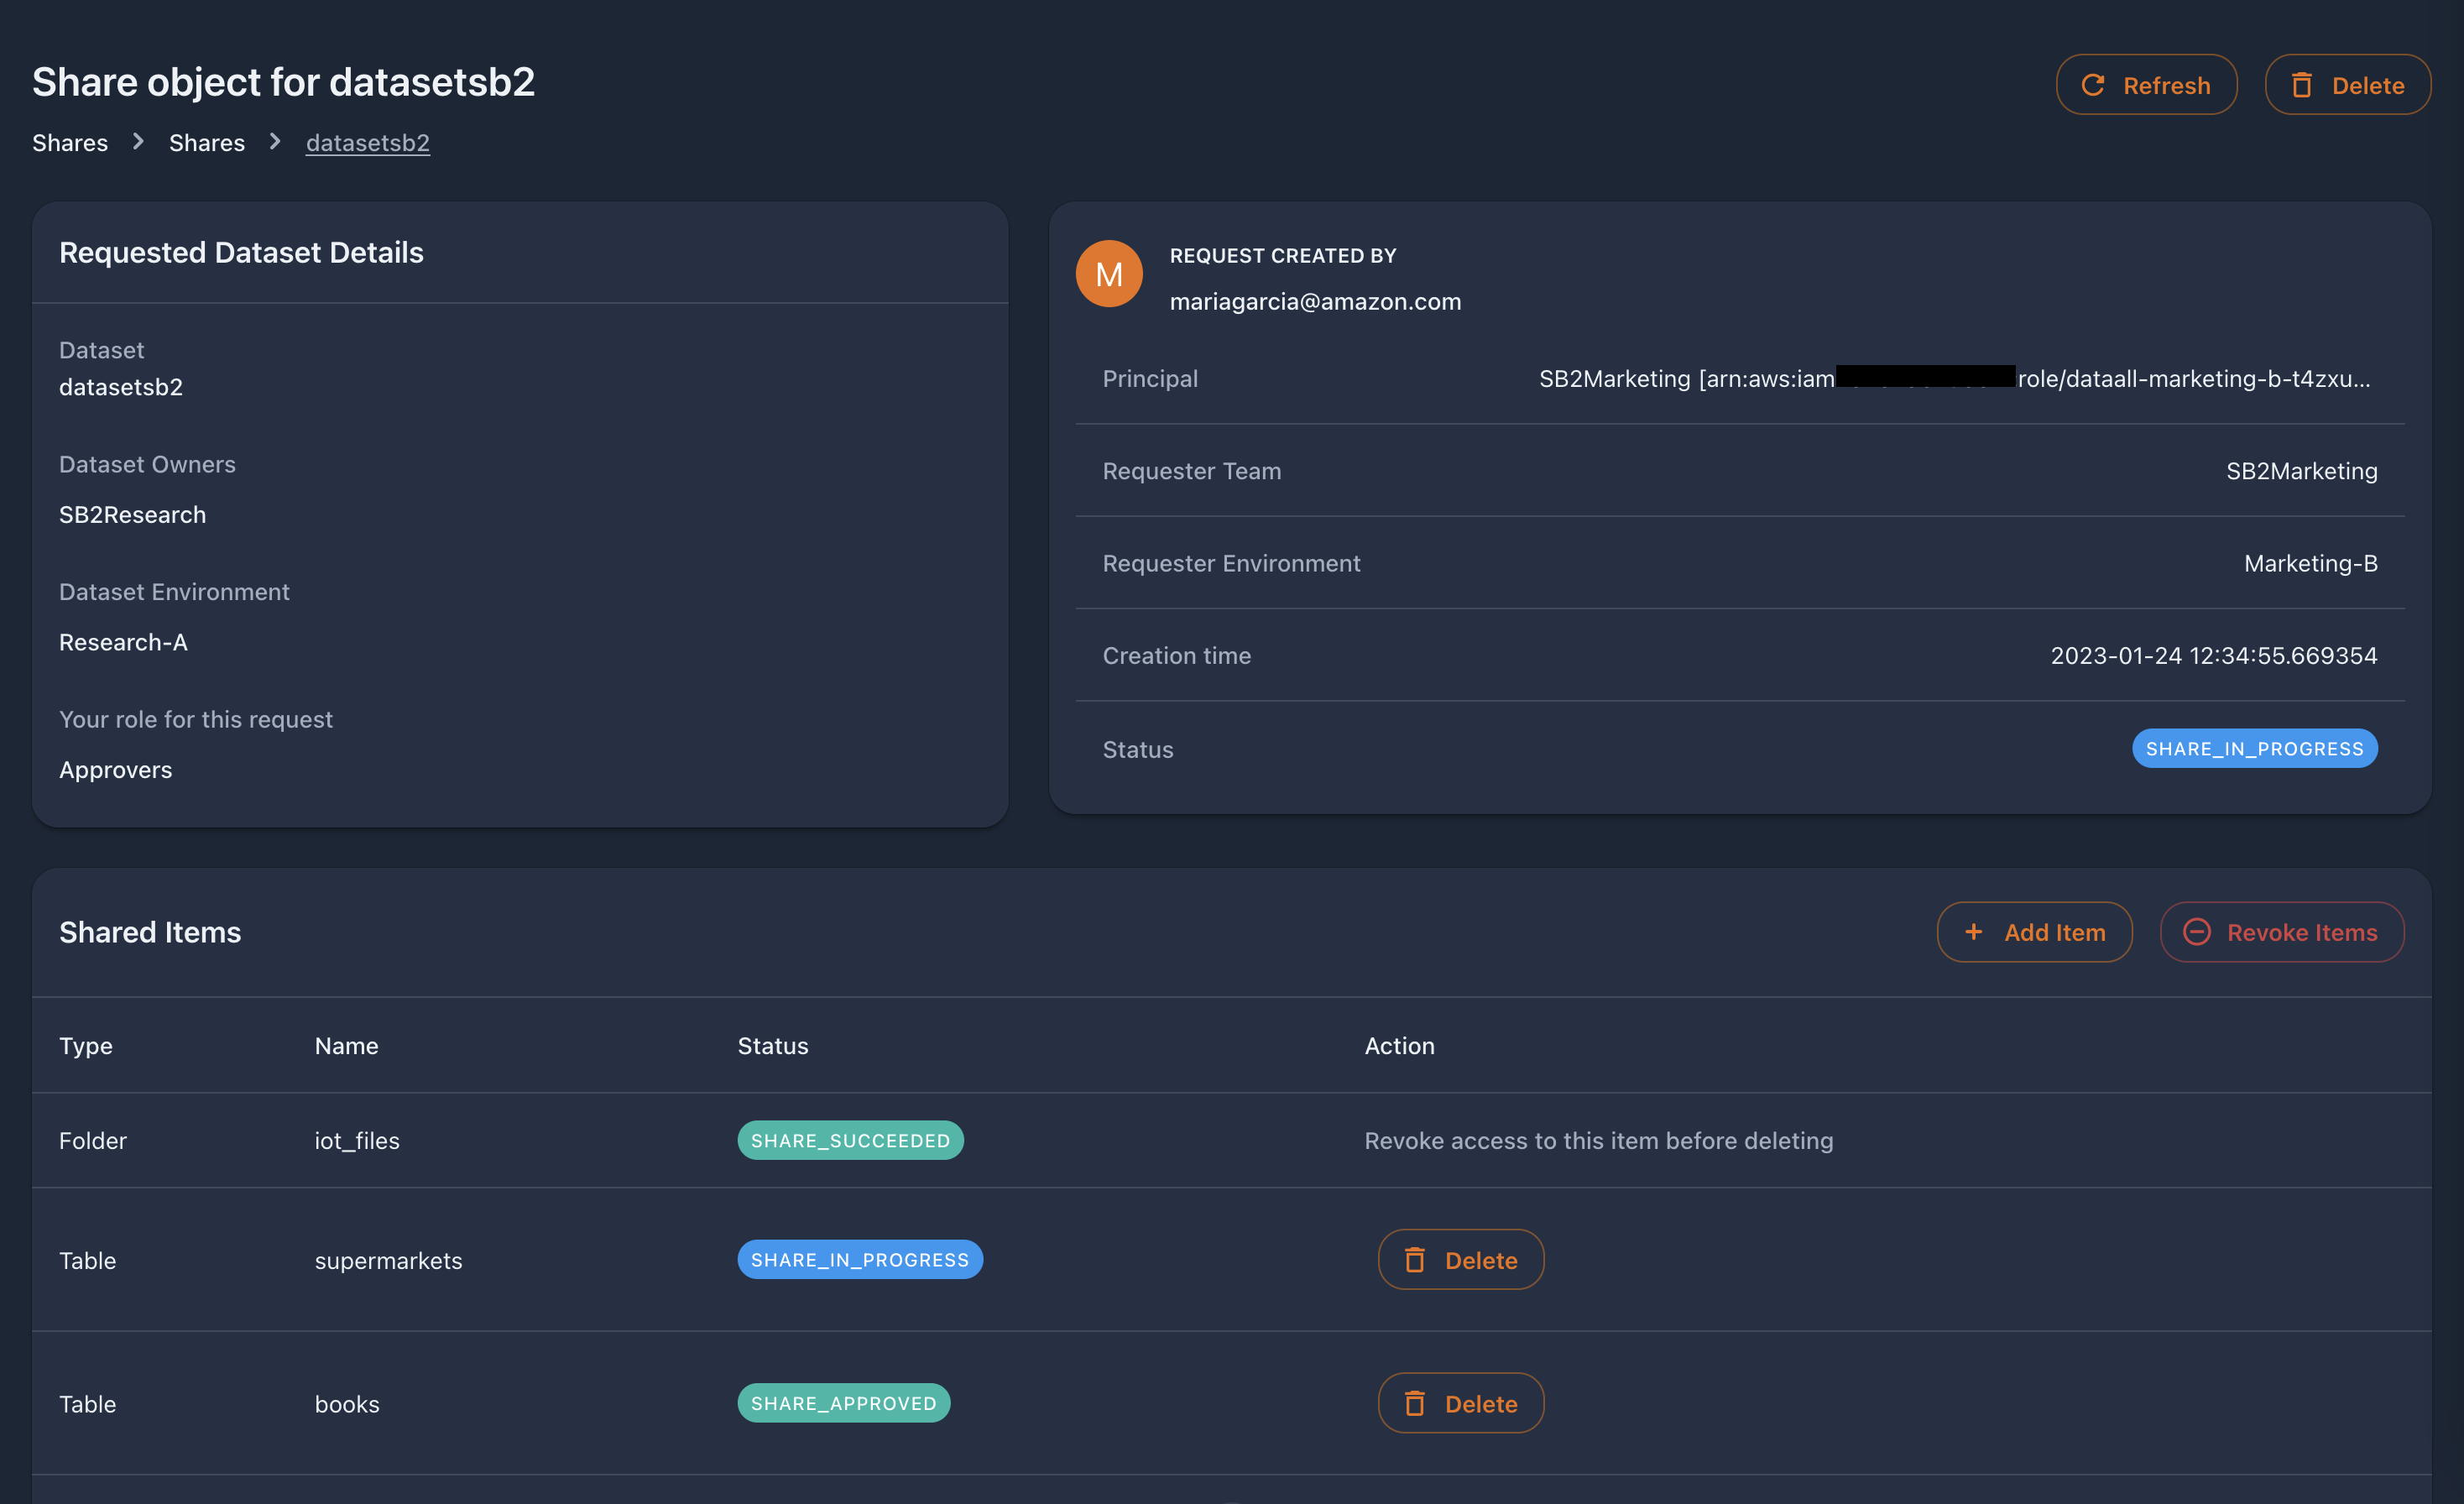 Share object for datasetsb2
Refresh
Delete
Shares > Shares > datasetsb2
Requested Dataset Details
Dataset
datasetsb2
Dataset Owners
SB2Research
Dataset Environment
Research-A
Your role for this request
Approvers
M
REQUEST CREATED BY
mariagarcia@amazon.com
Principal SB2Marketing [arn:aws:iam role/dataall-marketing-b-t4zxu...
Requester Team SB2Marketing
Requester Environment Marketing-B
Creation time 2023-01-24 12:34:55.669354
Status SHARE_IN_PROGRESS
Shared Items
+ Add Item
Revoke Items
Type Name Status Action
Folder iot_files SHARE_SUCCEEDED Revoke access to this item before deleting
Table supermarkets SHARE_IN_PROGRESS Delete
Table books SHARE_APPROVED Delete